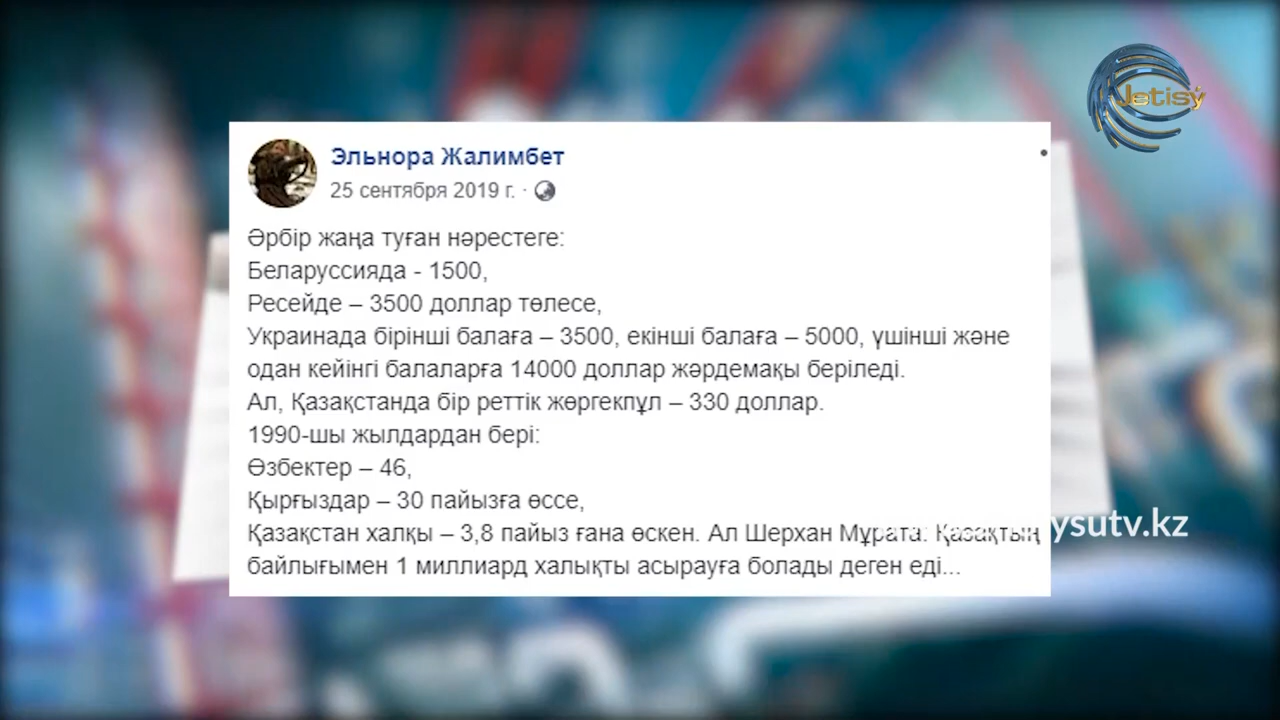 Jetisý
Эльнора Жалимбет
25 сентября 2019 г. ·
Әрбір жаңа туған нәрестеге:
Беларуссияда - 1500,
Ресейде – 3500 доллар төлесе,
Украинада бірінші балаға – 3500, екінші балаға – 5000, үшінші және
одан кейінгі балаларға 14000 доллар жәрдемақы беріледі.
Ал, Қазақстанда бір реттік жөргекпұл – 330 доллар.
1990-шы жылдардан бері:
Өзбектер – 46,
Қырғыздар – 30 пайызға өссе,
Қазақстан халқы – 3,8 пайыз ғана өскен. Ал Шерхан Мұрата: Қазақтың
ysutv.kz
байлығымен 1 миллиард халықты асырауға болады деген еді...